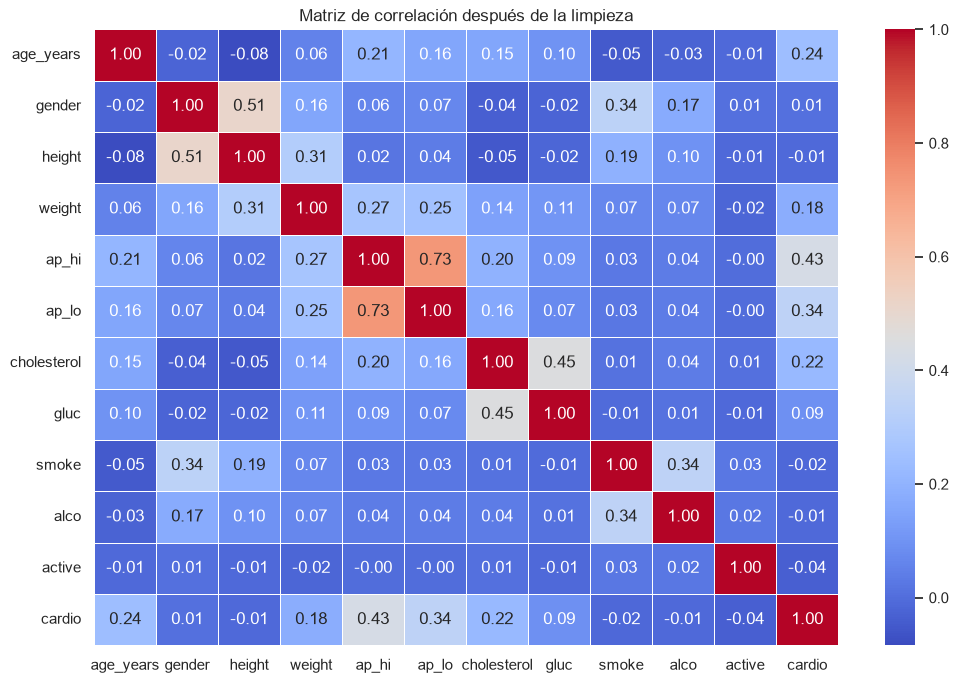 Matriz de correlación después de la limpieza
age_years 1.00 -0.02 -0.08 0.06 0.21 0.16 0.15 0.10 -0.05 -0.03 -0.01 0.24
gender -0.02 1.00 0.51 0.16 0.06 0.07 -0.04 -0.02 0.34 0.17 0.01 0.01
height -0.08 0.51 1.00 0.31 0.02 0.04 -0.05 -0.02 0.19 0.10 -0.01 -0.01
weight 0.06 0.16 0.31 1.00 0.27 0.25 0.14 0.11 0.07 0.07 -0.02 0.18
ap_hi 0.21 0.06 0.02 0.27 1.00 0.73 0.20 0.09 0.03 0.04 -0.00 0.43
ap_lo 0.16 0.07 0.04 0.25 0.73 1.00 0.16 0.07 0.03 0.04 -0.00 0.34
cholesterol 0.15 -0.04 -0.05 0.14 0.20 0.16 1.00 0.45 0.01 0.04 0.01 0.22
gluc 0.10 -0.02 -0.02 0.11 0.09 0.07 0.45 1.00 -0.01 0.01 -0.01 0.09
smoke -0.05 0.34 0.19 0.07 0.03 0.03 0.01 -0.01 1.00 0.34 0.03 -0.02
alco -0.03 0.17 0.10 0.07 0.04 0.04 0.04 0.01 0.34 1.00 0.02 -0.01
active -0.01 0.01 -0.01 -0.02 -0.00 -0.00 0.01 -0.01 0.03 0.02 1.00 -0.04
cardio 0.24 0.01 -0.01 0.18 0.43 0.34 0.22 0.09 -0.02 -0.01 -0.04 1.00
age_years gender height weight ap_hi ap_lo cholesterol gluc smoke alco active cardio
1.0
0.8
0.6
0.4
0.2
0.0